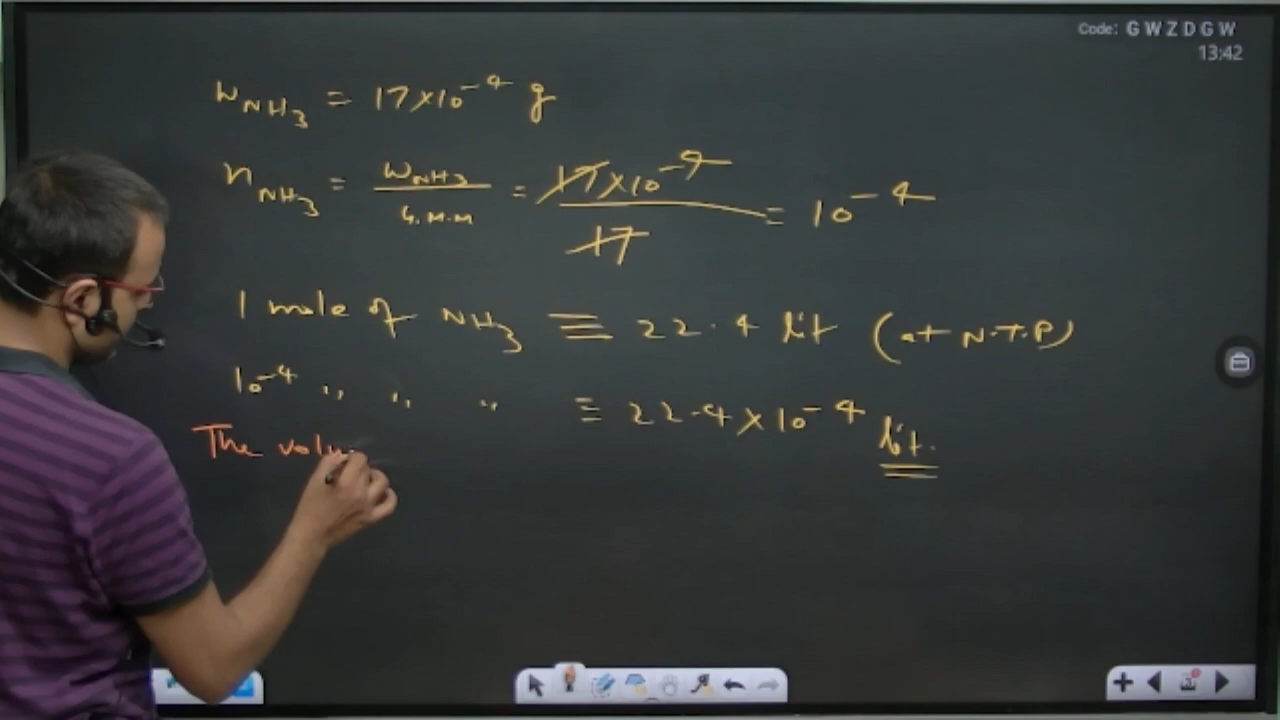 Code: G W Z D G W
13:42
W_NH3 = 17×10⁻⁴ g
n_NH3 = W_NH3 / G.M.M = 17×10⁻⁴ / 17 = 10⁻⁴
1 mole of NH3 ≡ 22.4 lit (at N.T.P)
10⁻⁴ ,, ,, ,, ≡ 22.4×10⁻⁴ lit.
The volu